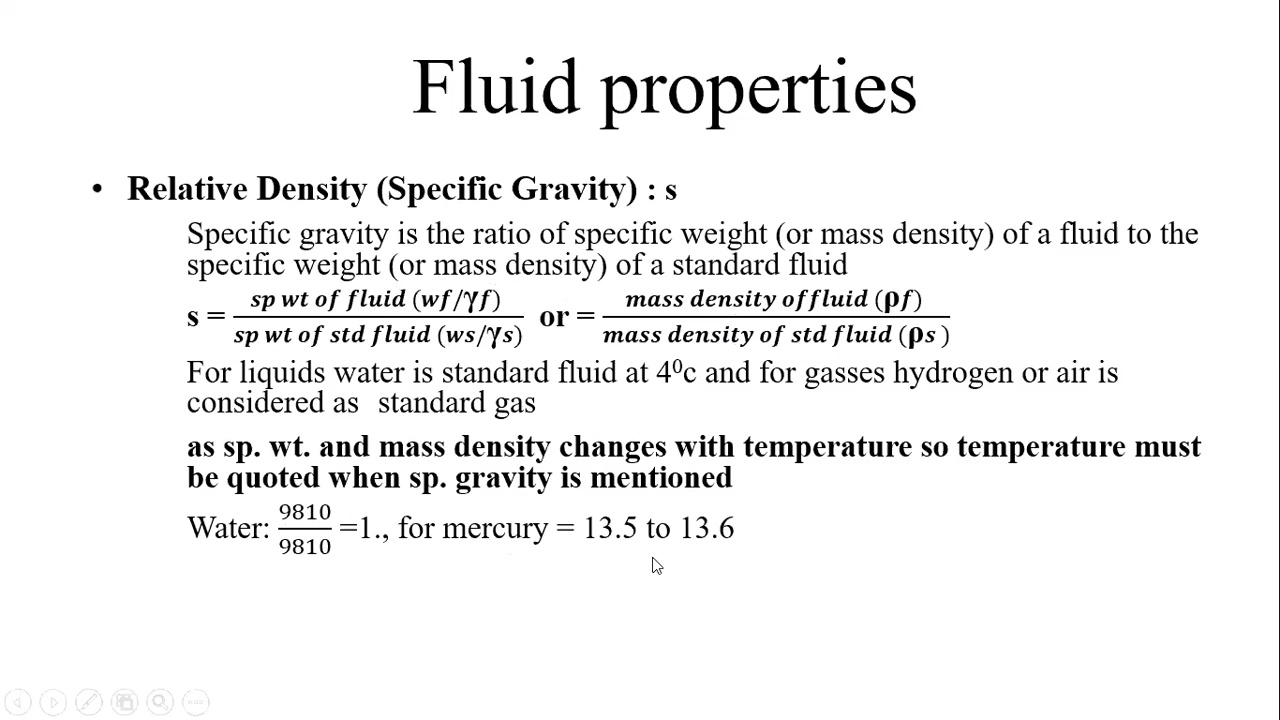 Fluid properties
• Relative Density (Specific Gravity) : s
Specific gravity is the ratio of specific weight (or mass density) of a fluid to the
specific weight (or mass density) of a standard fluid
s = sp wt of fluid (wf/γf) / sp wt of std fluid (ws/γs) or = mass density offluid (ρf) / mass density of std fluid (ρs )
For liquids water is standard fluid at 4⁰c and for gasses hydrogen or air is
considered as standard gas
as sp. wt. and mass density changes with temperature so temperature must
be quoted when sp. gravity is mentioned
Water: 9810/9810 =1., for mercury = 13.5 to 13.6